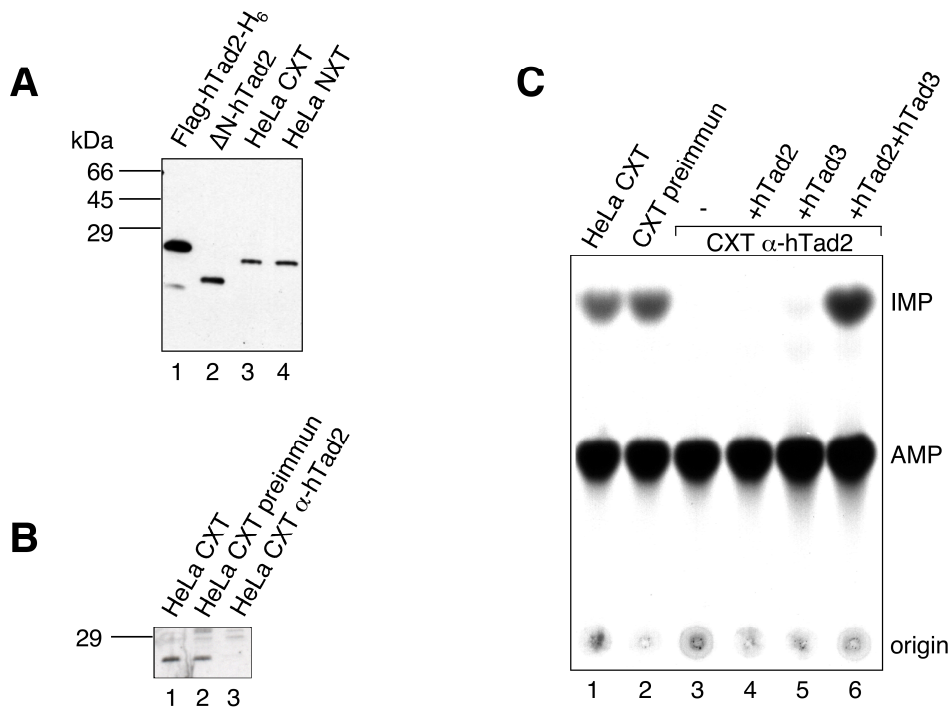 A
Flag-hTad2-H6
ΔN-hTad2
HeLa CXT
HeLa NXT
kDa
66
45
29
1 2 3 4
B
HeLa CXT
HeLa CXT preimmun
HeLa CXT α-hTad2
29
1 2 3
C
HeLa CXT
CXT preimmun
-
+hTad2
+hTad3
+hTad2+hTad3
CXT α-hTad2
IMP
AMP
origin
1 2 3 4 5 6